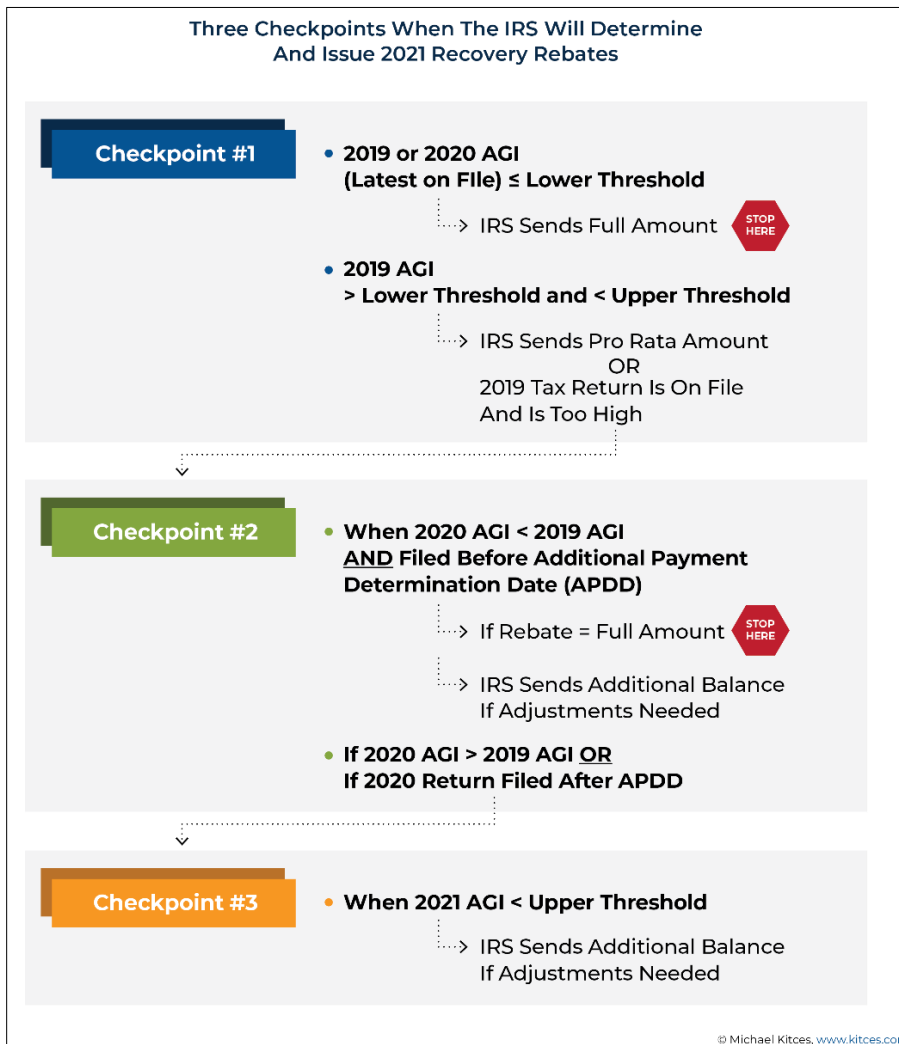 Three Checkpoints When The IRS Will Determine
And Issue 2021 Recovery Rebates
Checkpoint #1
• 2019 or 2020 AGI
(Latest on FIle) ≤ Lower Threshold
IRS Sends Full Amount
STOP
HERE
• 2019 AGI
> Lower Threshold and < Upper Threshold
IRS Sends Pro Rata Amount
OR
2019 Tax Return Is On File
And Is Too High
Checkpoint #2
• When 2020 AGI < 2019 AGI
AND Filed Before Additional Payment
Determination Date (APDD)
If Rebate = Full Amount
STOP
HERE
IRS Sends Additional Balance
If Adjustments Needed
• If 2020 AGI > 2019 AGI OR
If 2020 Return Filed After APDD
Checkpoint #3
• When 2021 AGI < Upper Threshold
IRS Sends Additional Balance
If Adjustments Needed
© Michael Kitces, www.kitces.com